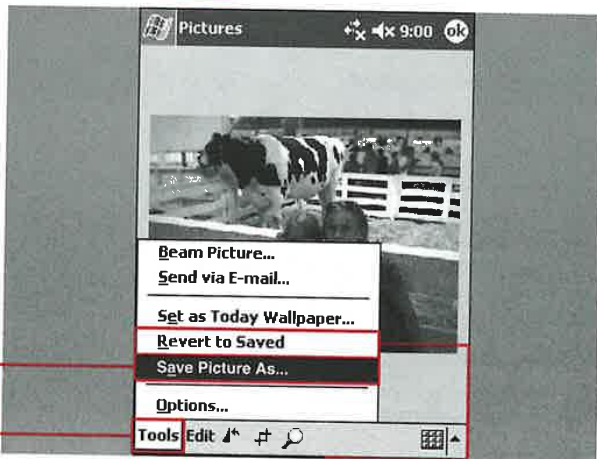 Pictures 9:00 ok
Beam Picture...
Send via E-mail...
Set as Today Wallpaper...
Revert to Saved
Save Picture As...
Options...
Tools Edit